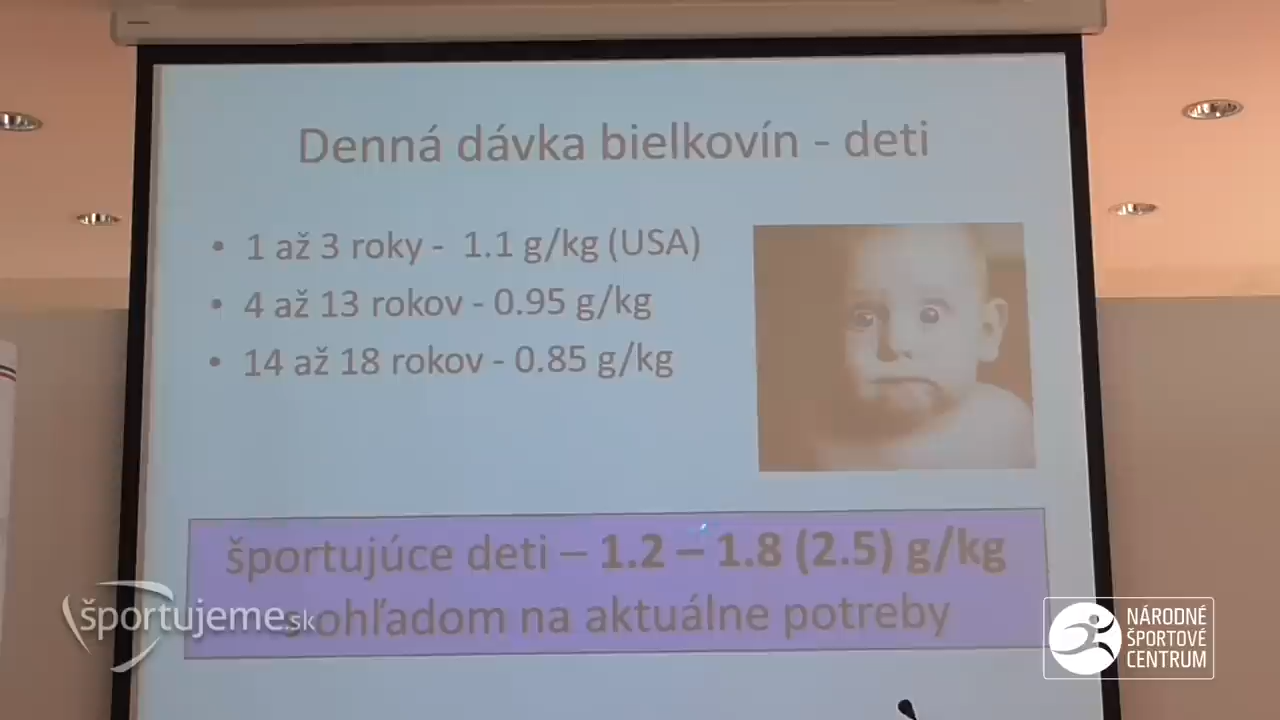 Denná dávka bielkovín - deti
• 1 až 3 roky - 1.1 g/kg (USA)
• 4 až 13 rokov - 0.95 g/kg
• 14 až 18 rokov - 0.85 g/kg
športujúce deti – 1.2 – 1.8 (2.5) g/kg
s ohľadom na aktuálne potreby
športujeme.sk
NÁRODNÉ
ŠPORTOVÉ
CENTRUM